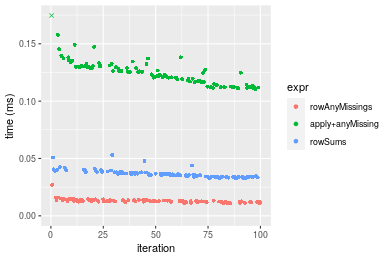 0.15
0.10
0.05
0.00
time (ms)
0
25
50
75
100
iteration
expr
rowAnyMissings
apply+anyMissing
rowSums